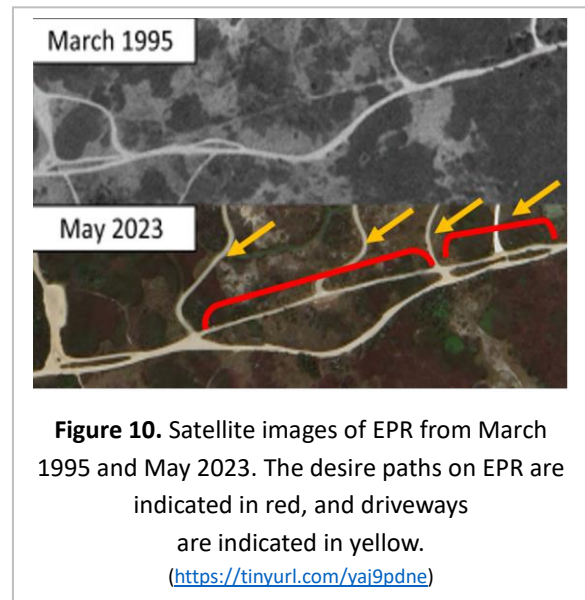 March 1995
May 2023
Figure 10. Satellite images of EPR from March
1995 and May 2023. The desire paths on EPR are
indicated in red, and driveways
are indicated in yellow.
(https://tinyurl.com/yaj9pdne)